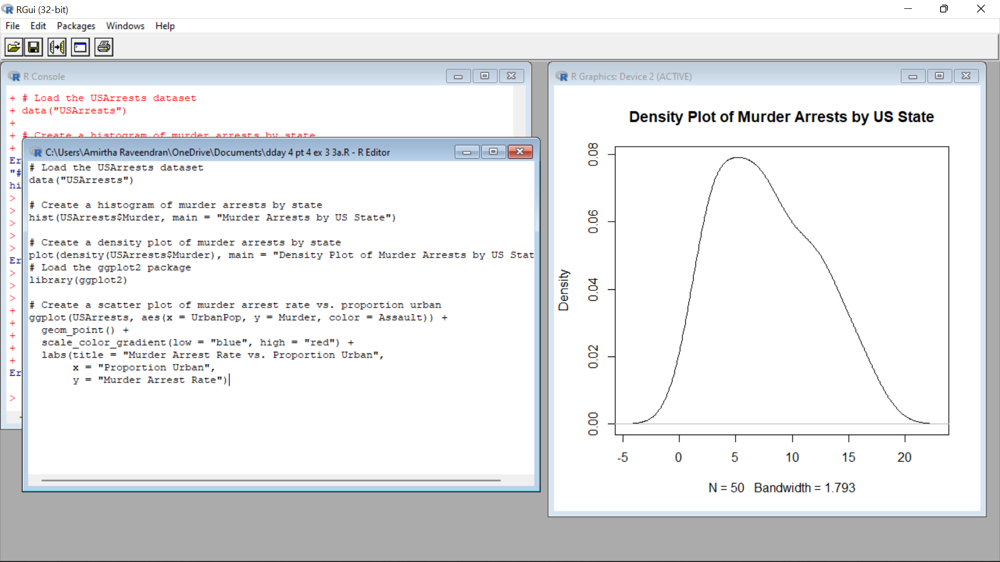 RGui (32-bit)
File Edit Packages Windows Help
R Console
+ # Load the USArrests dataset
+ data("USArrests")
+
+ # Create a histogram of murder arrests by state
+
Er
"#
hi
>
>
>
>
>
Er
>
>
>
+
+
+
+
+
Er
>
C:\Users\Amirtha Raveendran\OneDrive\Documents\dday 4 pt 4 ex 3 3a.R - R Editor
# Load the USArrests dataset
data("USArrests")
# Create a histogram of murder arrests by state
hist(USArrests$Murder, main = "Murder Arrests by US State")
# Create a density plot of murder arrests by state
plot(density(USArrests$Murder), main = "Density Plot of Murder Arrests by US Stat
# Load the ggplot2 package
library(ggplot2)
# Create a scatter plot of murder arrest rate vs. proportion urban
ggplot(USArrests, aes(x = UrbanPop, y = Murder, color = Assault)) +
  geom_point() +
  scale_color_gradient(low = "blue", high = "red") +
  labs(title = "Murder Arrest Rate vs. Proportion Urban",
       x = "Proportion Urban",
       y = "Murder Arrest Rate")
R Graphics: Device 2 (ACTIVE)
Density Plot of Murder Arrests by US State
Density
0.08
0.06
0.04
0.02
0.00
-5 0 5 10 15 20
N = 50 Bandwidth = 1.793